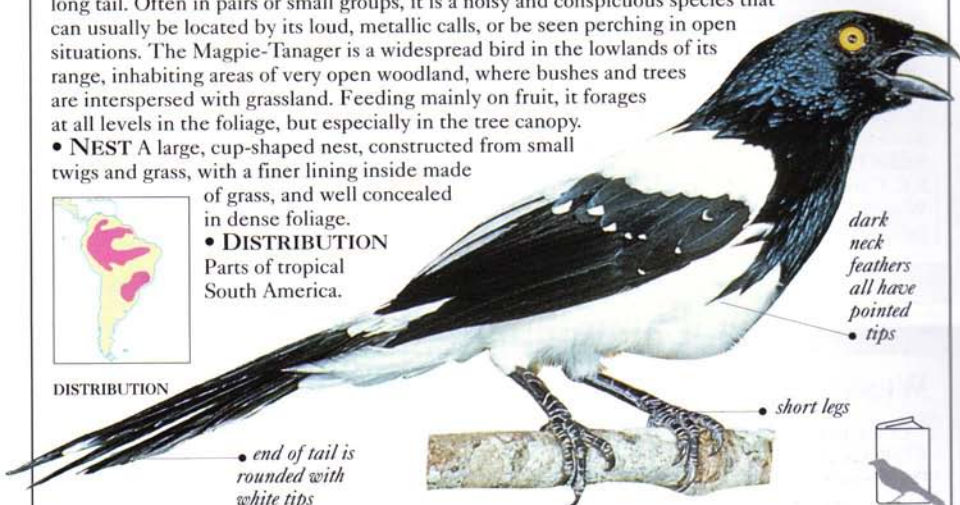 long tail. Often in pairs or small groups, it is a noisy and conspicuous species that
can usually be located by its loud, metallic calls, or be seen perching in open
situations. The Magpie-Tanager is a widespread bird in the lowlands of its
range, inhabiting areas of very open woodland, where bushes and trees
are interspersed with grassland. Feeding mainly on fruit, it forages
at all levels in the foliage, but especially in the tree canopy.
• NEST A large, cup-shaped nest, constructed from small
twigs and grass, with a finer lining inside made
of grass, and well concealed
in dense foliage.
• DISTRIBUTION
Parts of tropical
South America.
DISTRIBUTION
dark
neck
feathers
all have
pointed
• tips
• short legs
• end of tail is
rounded with
white tips